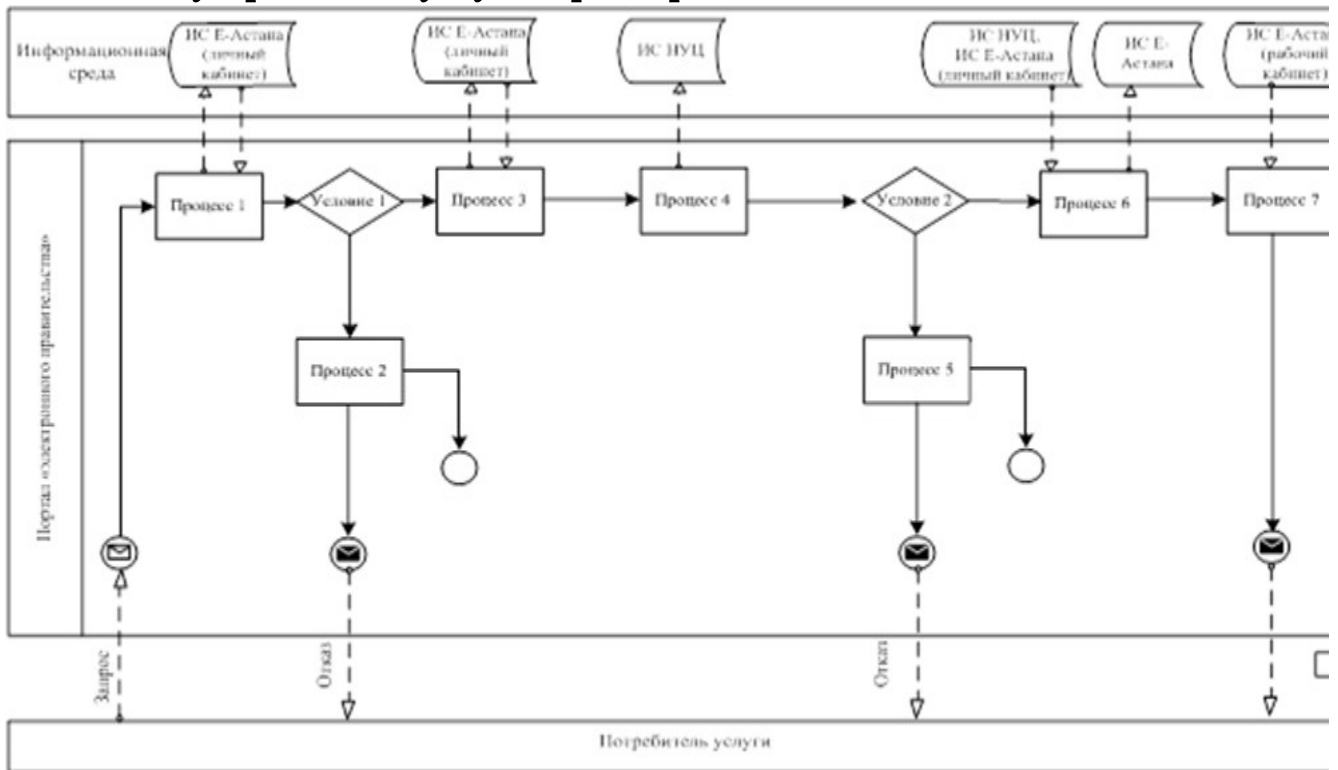 Информационная
среда
ИС Е-Астана
(личный
кабинет)
ИС Е-Астана
(личный
кабинет)
ИС НУЦ
ИС НУЦ,
ИС Е-Астана
(личный кабинет)
ИС Е-
Астана
ИС Е-Астан
(рабочий
кабинет)
Портал «электронного правительства»
Процесс 1
Условие 1
Процесс 3
Процесс 4
Условие 2
Процесс 6
Процесс 7
Процесс 2
Процесс 5
Запрос
Отказ
Отказ
Потребитель услуги